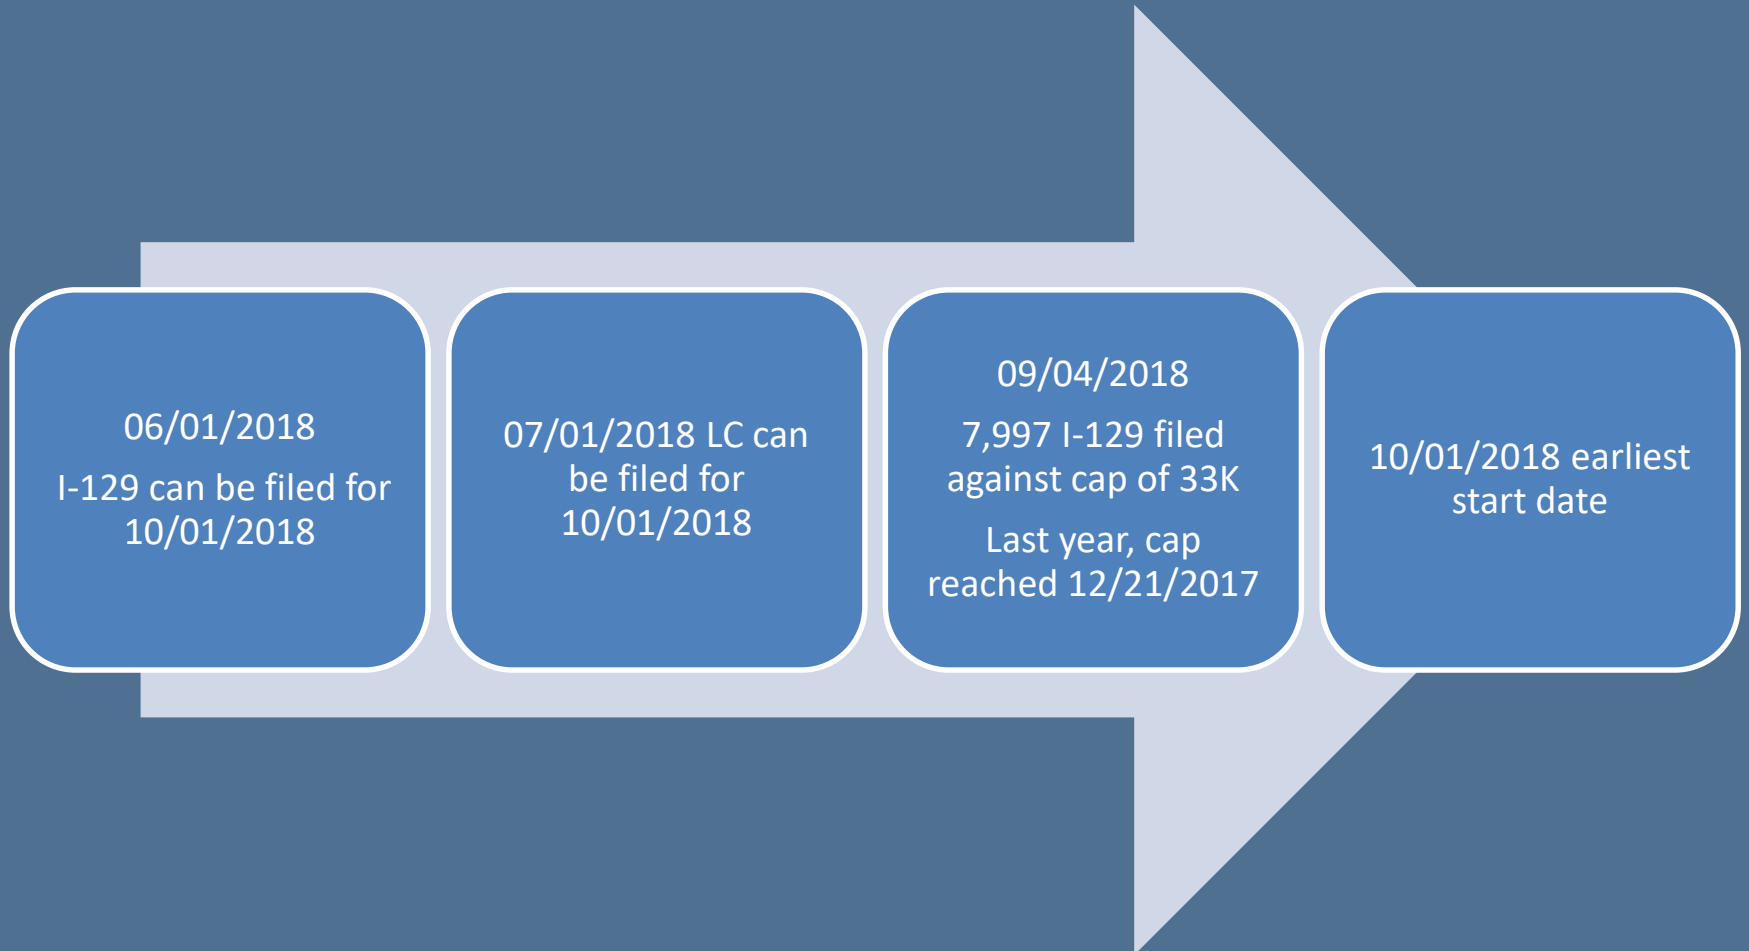 06/01/2018
I-129 can be filed for
10/01/2018
07/01/2018 LC can
be filed for
10/01/2018
09/04/2018
7,997 I-129 filed
against cap of 33K
Last year, cap
reached 12/21/2017
10/01/2018 earliest
start date